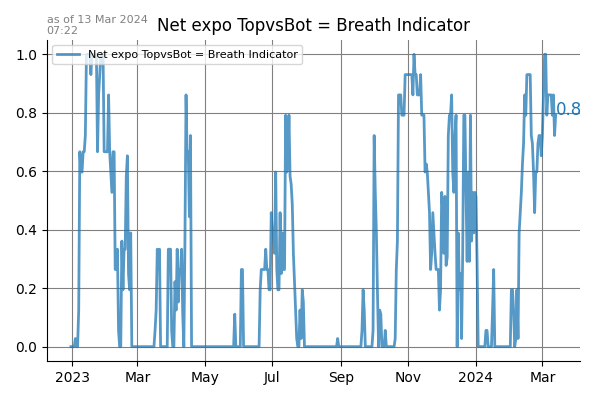 as of 13 Mar 2024
07:22
Net expo TopvsBot = Breath Indicator
Net expo TopvsBot = Breath Indicator
1.0
0.8
0.8
0.6
0.4
0.2
0.0
2023 Mar May Jul Sep Nov 2024 Mar